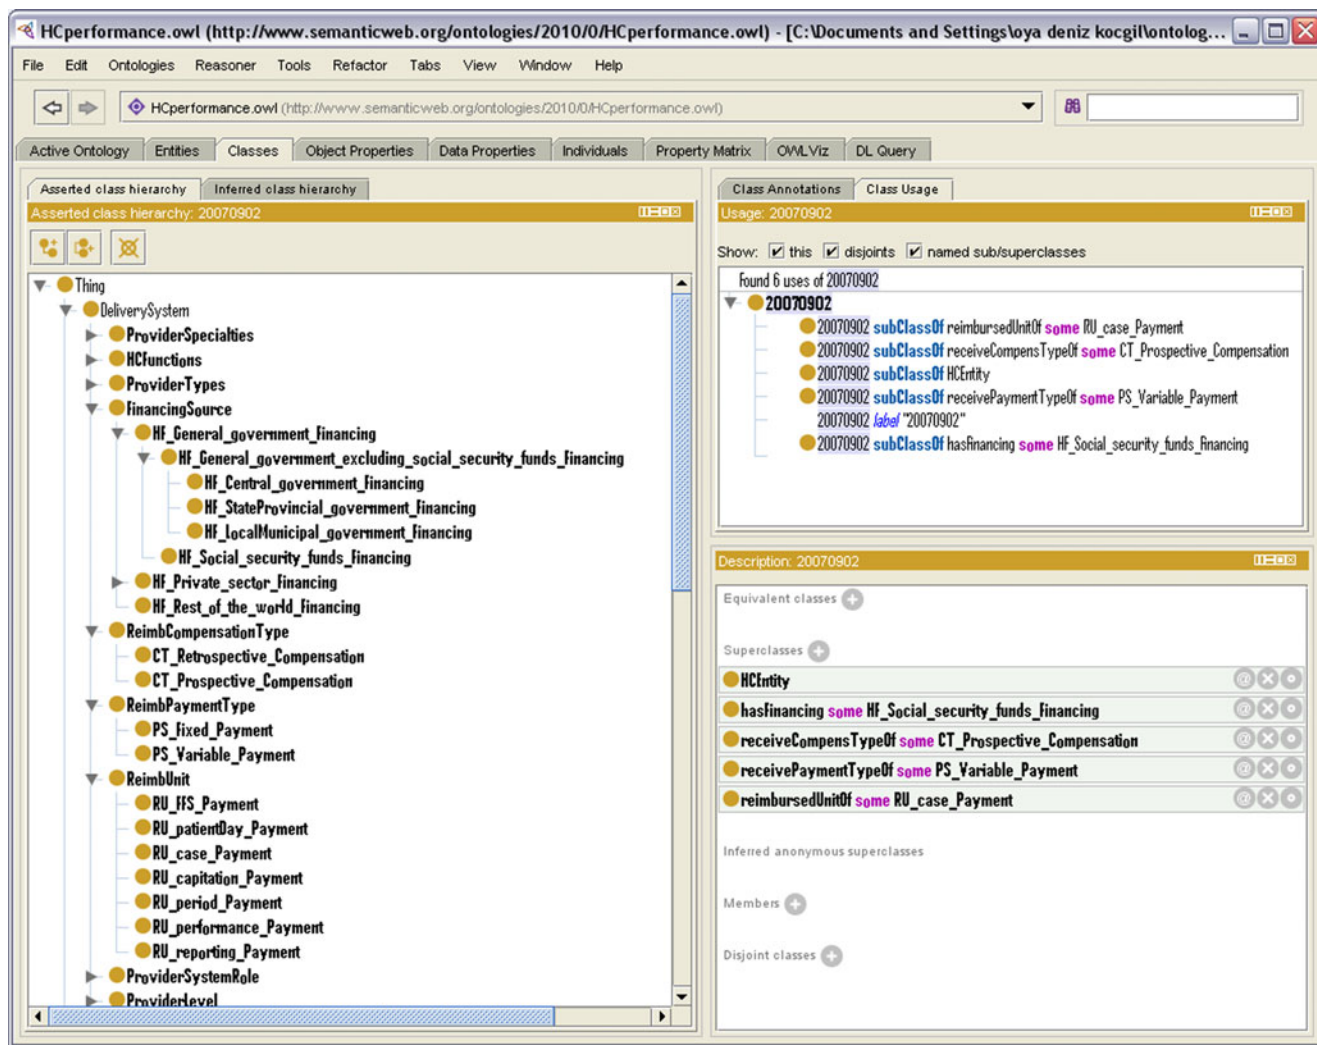 HCperformance.owl (http://www.semanticweb.org/ontologies/2010/0/HCperformance.owl) - [C:\Documents and Settings\oya deniz kocgil\ontolog...
File Edit Ontologies Reasoner Tools Refactor Tabs View Window Help
HCperformance.owl (http://www.semanticweb.org/ontologies/2010/0/HCperformance.owl)
Active Ontology Entities Classes Object Properties Data Properties Individuals Property Matrix OWLViz DL Query
Asserted class hierarchy Inferred class hierarchy
Asserted class hierarchy: 20070902
Thing
DeliverySystem
ProviderSpecialties
HCFunctions
ProviderTypes
FinancingSource
HF_General_government_Financing
HF_General_government_excluding_social_security_funds_Financing
HF_Central_government_Financing
HF_StateProvincial_government_Financing
HF_LocalMunicipal_government_Financing
HF_Social_security_funds_Financing
HF_Private_sector_Financing
HF_Rest_of_the_world_Financing
ReimbCompensationType
CT_Retrospective_Compensation
CT_Prospective_Compensation
ReimbPaymentType
PS_Fixed_Payment
PS_Variable_Payment
ReimbUnit
RU_FFS_Payment
RU_patientDay_Payment
RU_case_Payment
RU_capitation_Payment
RU_period_Payment
RU_performance_Payment
RU_reporting_Payment
ProviderSystemRole
ProviderLevel
Class Annotations Class Usage
Usage: 20070902
Show: this disjoints named sub/superclasses
Found 6 uses of 20070902
20070902
20070902 subClassOf reimbursedUnitOf some RU_case_Payment
20070902 subClassOf receiveCompensTypeOf some CT_Prospective_Compensation
20070902 subClassOf HCEntity
20070902 subClassOf receivePaymentTypeOf some PS_Variable_Payment
20070902 label "20070902"
20070902 subClassOf hasFinancing some HF_Social_security_funds_Financing
Description: 20070902
Equivalent classes
Superclasses
HCEntity
hasFinancing some HF_Social_security_funds_Financing
receiveCompensTypeOf some CT_Prospective_Compensation
receivePaymentTypeOf some PS_Variable_Payment
reimbursedUnitOf some RU_case_Payment
Inferred anonymous superclasses
Members
Disjoint classes